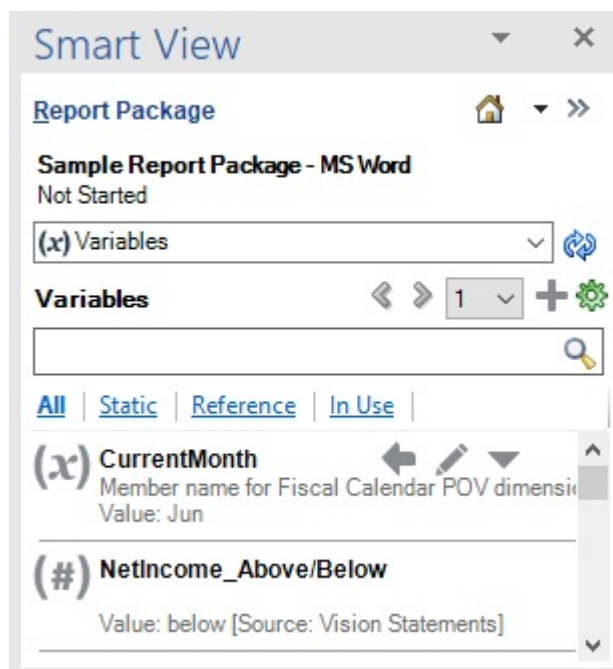 Smart View
Report Package
Sample Report Package - MS Word
Not Started
(x) Variables
Variables 1
All | Static | Reference | In Use |
(x) CurrentMonth
Member name for Fiscal Calendar POV
Value: Jun
(#) NetIncome_Above/Below
Value: below [Source: Vision Statements]